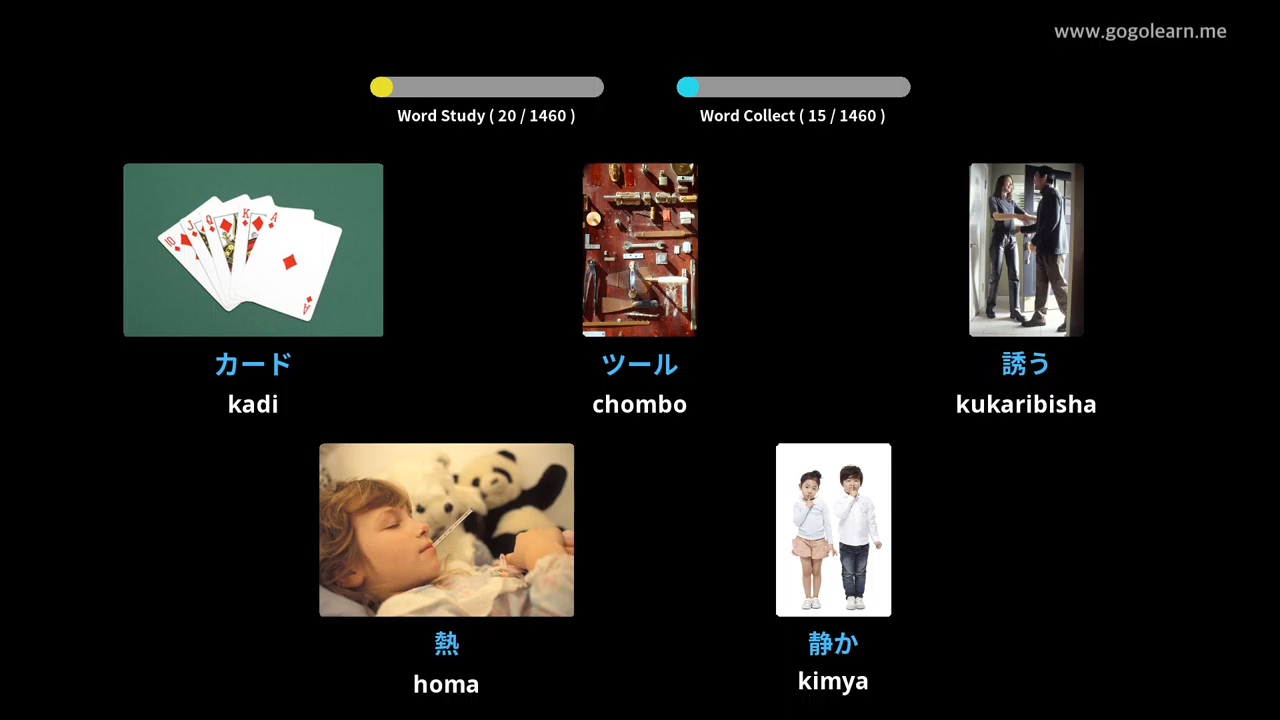 www.gogolearn.me
Word Study ( 20 / 1460 )
Word Collect ( 15 / 1460 )
10 J Q K A
A
カード
ツール
誘う
kadi
chombo
kukaribisha
熱
静か
homa
kimya